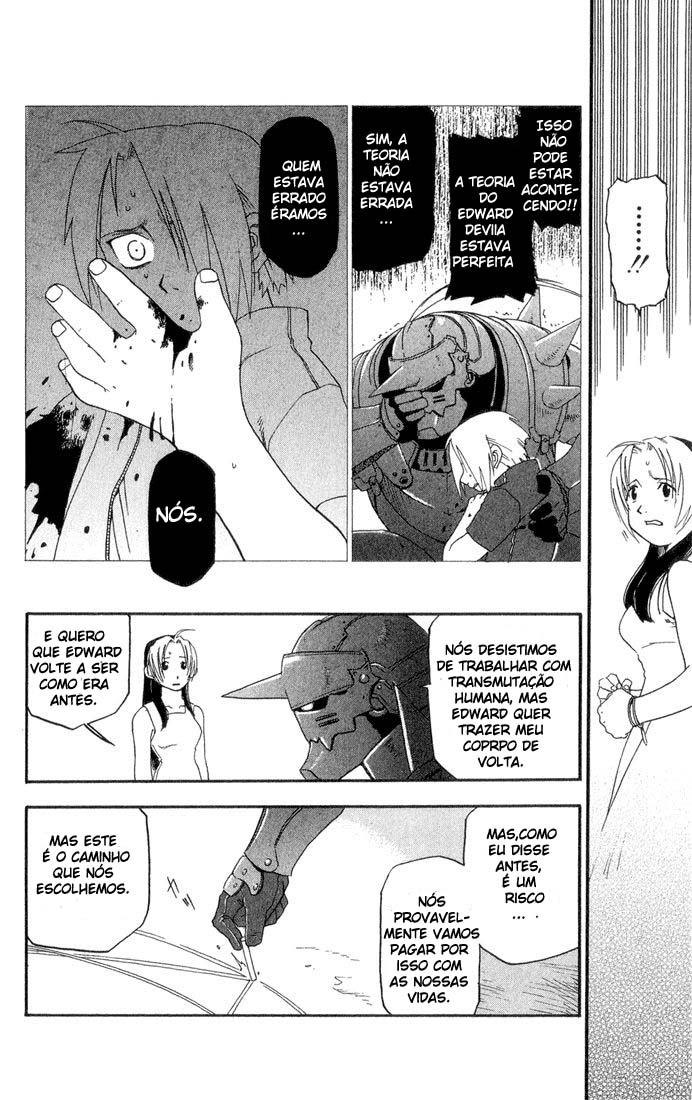 .......!!
ISSO
NÃO
PODE
ESTAR
ACONTE-
CENDO!!
A TEORIA
DO
EDWARD
DEVIIA
ESTAVA
PERFEITA
SIM, A
TEORIA
NÃO
ESTAVA
ERRADA
...
QUEM
ESTAVA
ERRADO
ÉRAMOS
...
NÓS.
NÓS DESISTIMOS
DE TRABALHAR COM
TRANSMUTAÇÃO
HUMANA, MAS
EDWARD QUER
TRAZER MEU
COPRPO DE
VOLTA.
E QUERO
QUE EDWARD
VOLTE A SER
COMO ERA
ANTES.
MAS,COMO
EU DISSE
ANTES,
É UM
RISCO
...
NÓS
PROVAVEL-
MENTE VAMOS
PAGAR POR
ISSO COM
AS NOSSAS
VIDAS.
MAS ESTE
É O CAMINHO
QUE NÓS
ESCOLHEMOS.